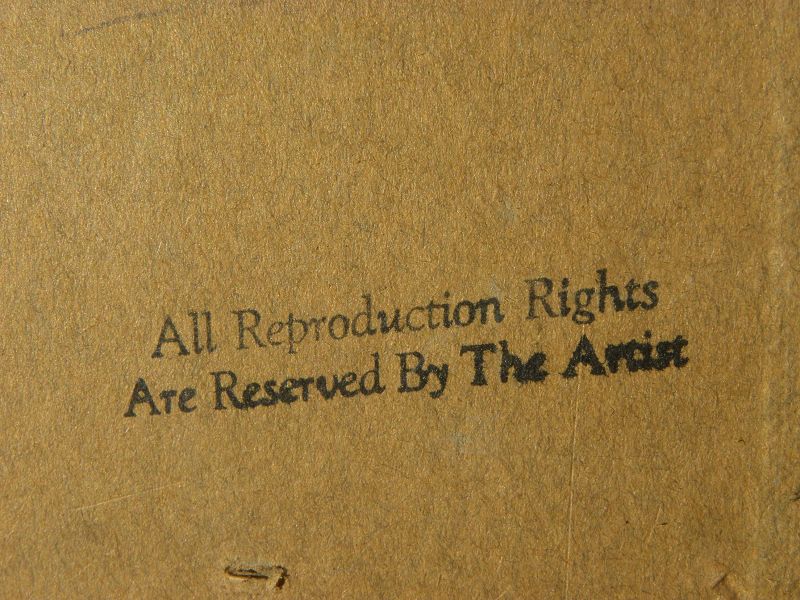 All Reproduction Rights
Are Reserved By The Artist